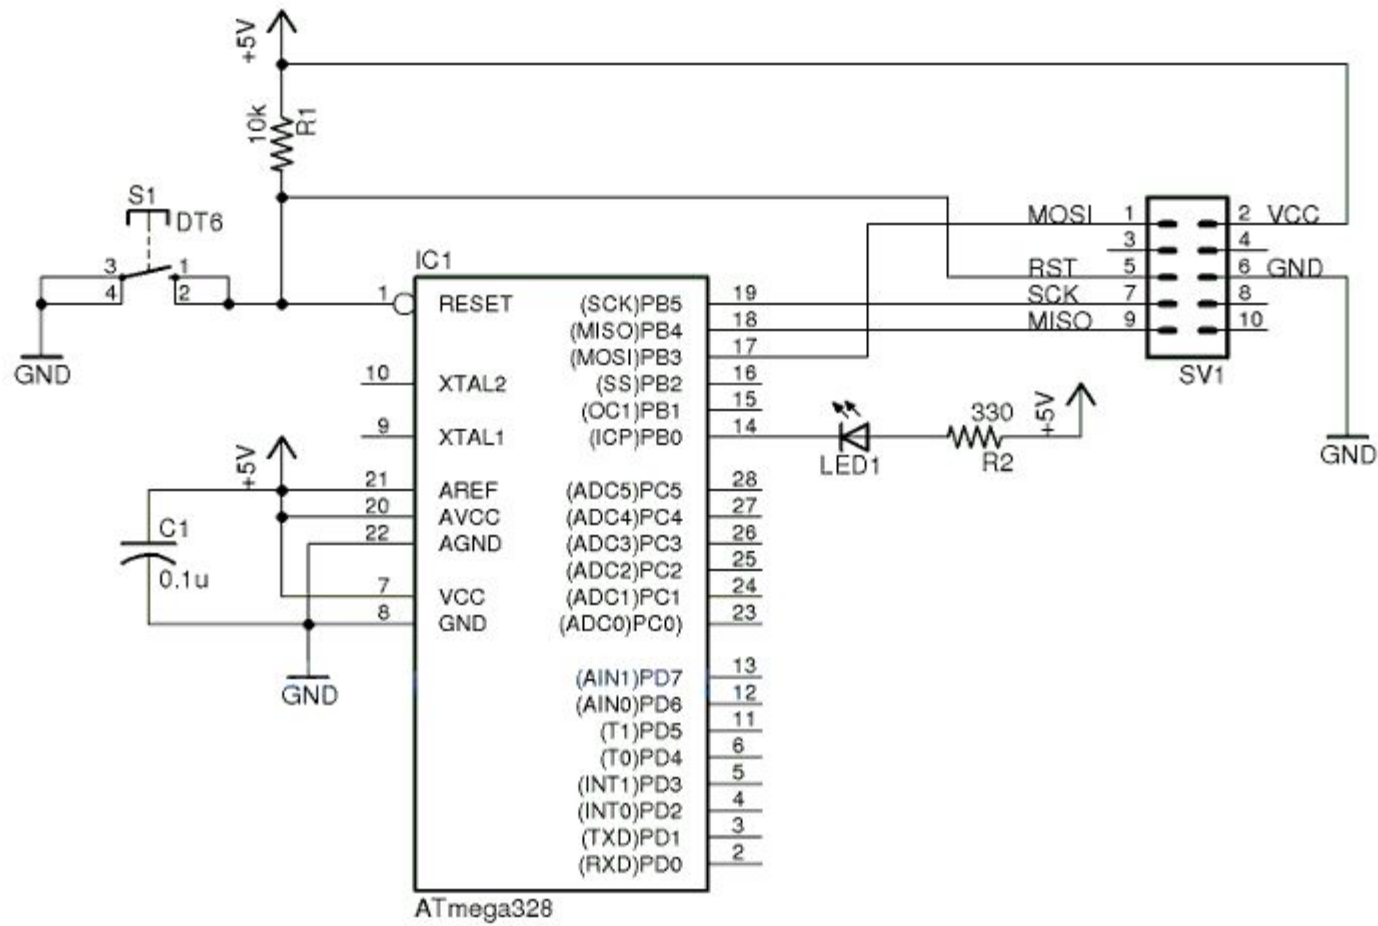 +5V
10k
R1
S1
DT6
3
1
4
2
GND
MOSI
1
2
VCC
3
4
RST
5
6
GND
SCK
7
8
MISO
9
10
SV1
GND
IC1
1
RESET
(SCK)PB5
19
(MISO)PB4
18
(MOSI)PB3
17
10
XTAL2
(SS)PB2
16
(OC1)PB1
15
9
XTAL1
(ICP)PB0
14
LED1
330
R2
+5V
+5V
21
AREF
(ADC5)PC5
28
20
AVCC
(ADC4)PC4
27
22
AGND
(ADC3)PC3
26
(ADC2)PC2
25
7
VCC
(ADC1)PC1
24
8
GND
(ADC0)PC0)
23
C1
0.1u
GND
(AIN1)PD7
13
(AIN0)PD6
12
(T1)PD5
11
(T0)PD4
6
(INT1)PD3
5
(INT0)PD2
4
(TXD)PD1
3
(RXD)PD0
2
ATmega328